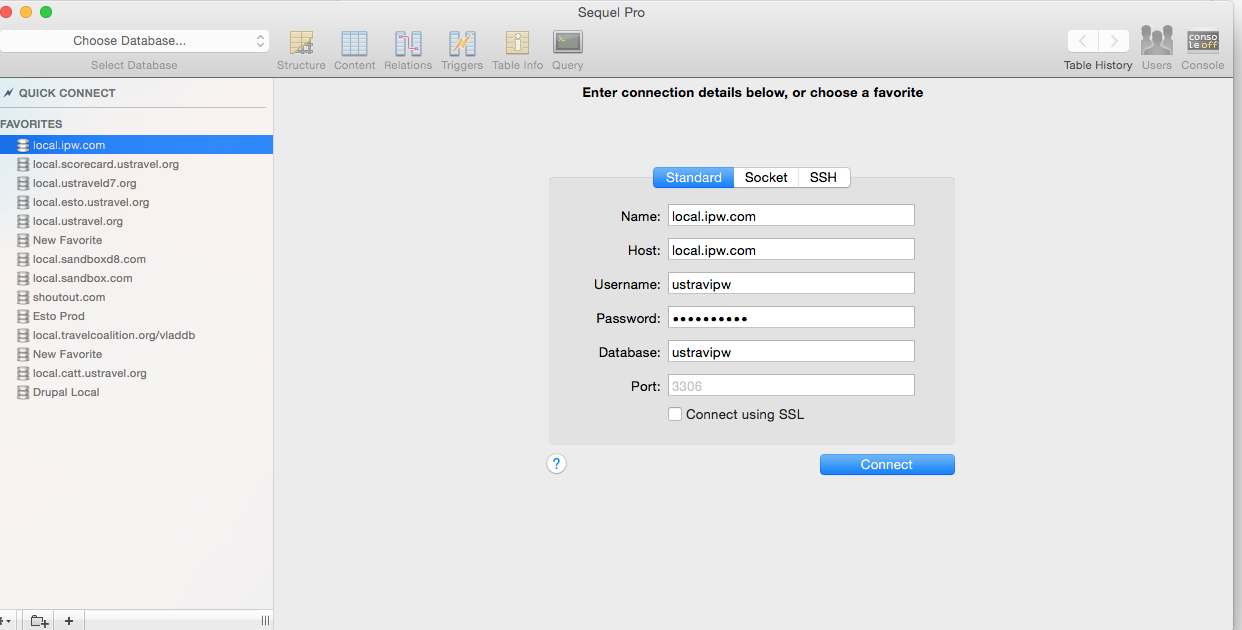 Sequel Pro
Choose Database...
Select Database
Structure Content Relations Triggers Table Info Query
conso
le off
Table History Users Console
QUICK CONNECT
FAVORITES
local.ipw.com
local.scorecard.ustravel.org
local.ustraveld7.org
local.esto.ustravel.org
local.ustravel.org
New Favorite
local.sandboxd8.com
local.sandbox.com
shoutout.com
Esto Prod
local.travelcoalition.org/vladdb
New Favorite
local.catt.ustravel.org
Drupal Local
Enter connection details below, or choose a favorite
Standard Socket SSH
Name: local.ipw.com
Host: local.ipw.com
Username: ustravipw
Password: ••••••••••
Database: ustravipw
Port: 3306
Connect using SSL
? Connect